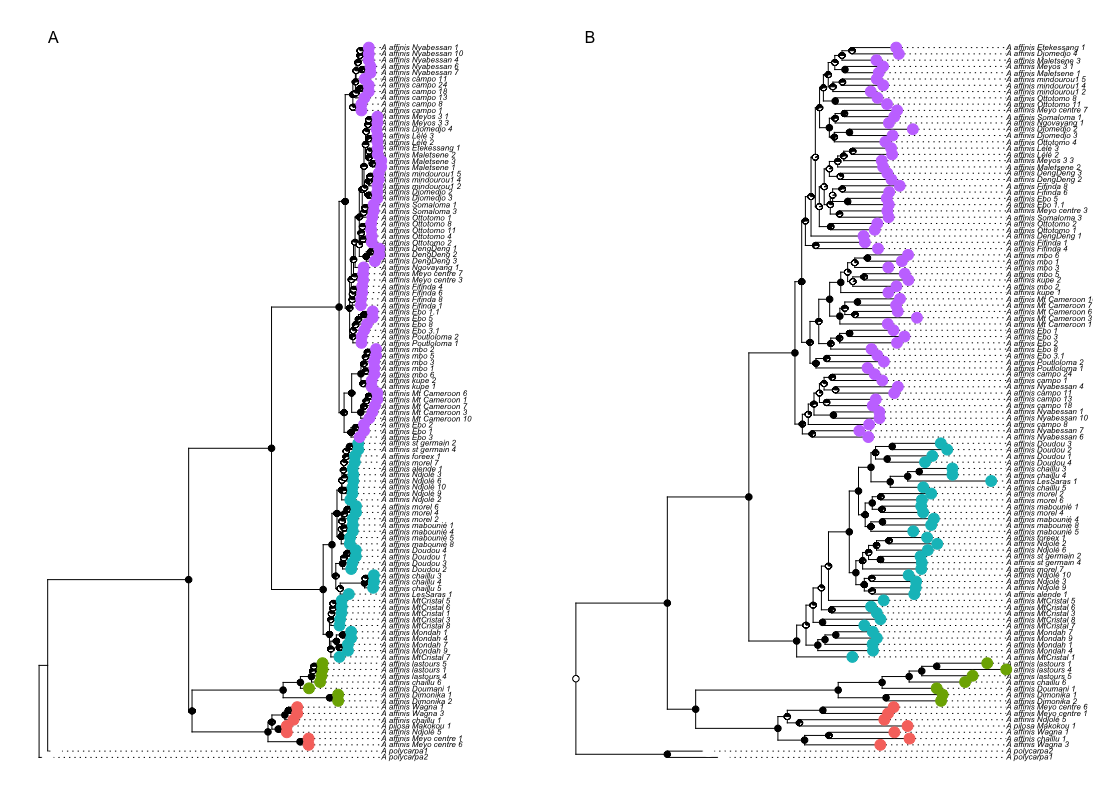 A
A affinis Nyabessan 1
A affinis Nyabessan 10
A affinis Nyabessan 4
A affinis Nyabessan 6
A affinis Nyabessan 7
A affinis campo 11
A affinis campo 24
A affinis campo 18
A affinis campo 13
A affinis campo 8
A affinis campo 1
A affinis Meyos 3 1
A affinis Meyos 3 3
A affinis Djomedjo 4
A affinis Lélé 3
A affinis Lélé 2
A affinis Etekessang 1
A affinis Maletsene 2
A affinis Maletsene 3
A affinis Maletsene 1
A affinis mindourou1 5
A affinis mindourou1 4
A affinis mindourou1 2
A affinis Djomedjo 2
A affinis Djomedjo 3
A affinis Somaloma 1
A affinis Somaloma 3
A affinis Ottotomo 1
A affinis Ottotomo 8
A affinis Ottotomo 11
A affinis Ottotomo 4
A affinis Ottotomo 2
A affinis DengDeng 1
A affinis DengDeng 2
A affinis DengDeng 3
A affinis Ngovayang 1
A affinis Meyo centre 7
A affinis Meyo centre 3
A affinis Fifinda 4
A affinis Fifinda 6
A affinis Fifinda 8
A affinis Fifinda 1
A affinis Ebo 1.1
A affinis Ebo 5
A affinis Ebo 8
A affinis Ebo 3.1
A affinis Poutloloma 2
A affinis Poutloloma 1
A affinis mbo 2
A affinis mbo 5
A affinis mbo 3
A affinis mbo 1
A affinis mbo 6
A affinis kupe 2
A affinis kupe 1
A affinis Mt Cameroon 6
A affinis Mt Cameroon 1
A affinis Mt Cameroon 7
A affinis Mt Cameroon 3
A affinis Mt Cameroon 10
A affinis Ebo 2
A affinis Ebo 1
A affinis Ebo 3
A affinis st germain 2
A affinis st germain 4
A affinis foreex 1
A affinis morel 7
A affinis alende 1
A affinis Ndjolé 3
A affinis Ndjolé 6
A affinis Ndjolé 10
A affinis Ndjolé 9
A affinis Ndjolé 2
A affinis morel 6
A affinis morel 4
A affinis morel 2
A affinis mabounié 1
A affinis mabounié 4
A affinis mabounié 5
A affinis mabounié 8
A affinis Doudou 4
A affinis Doudou 1
A affinis Doudou 3
A affinis Doudou 2
A affinis chaillu 3
A affinis chaillu 4
A affinis chaillu 5
A affinis LesSaras 1
A affinis MtCristal 5
A affinis MtCristal 6
A affinis MtCristal 1
A affinis MtCristal 3
A affinis MtCristal 8
A affinis Mondah 1
A affinis Mondah 4
A affinis Mondah 7
A affinis Mondah 9
A affinis MtCristal 7
A affinis lastours 5
A affinis lastours 1
A affinis lastours 4
A affinis chaillu 6
A affinis Doumani 1
A affinis Dimonika 1
A affinis Dimonika 2
A affinis Wagna 1
A affinis Wagna 3
A affinis chaillu 1
A pilosa Makokou 1
A affinis Ndjolé 5
A affinis Meyo centre 1
A affinis Meyo centre 6
A polycarpa1
A polycarpa2
B
A affinis Etekessang 1
A affinis Djomedjo 4
A affinis Maletsene 3
A affinis Meyos 3 1
A affinis Maletsene 1
A affinis mindourou1 5
A affinis mindourou1 4
A affinis mindourou1 2
A affinis Ottotomo 8
A affinis Ottotomo 11
A affinis Meyo centre 7
A affinis Somaloma 1
A affinis Ngovayang 1
A affinis Djomedjo 2
A affinis Djomedjo 3
A affinis Ottotomo 4
A affinis Lélé 3
A affinis Lélé 2
A affinis Meyos 3 3
A affinis Maletsene 2
A affinis DengDeng 3
A affinis DengDeng 2
A affinis Fifinda 8
A affinis Fifinda 6
A affinis Ebo 5
A affinis Ebo 1.1
A affinis Meyo centre 3
A affinis Somaloma 3
A affinis Ottotomo 2
A affinis Ottotomo 1
A affinis DengDeng 1
A affinis Fifinda 1
A affinis Fifinda 4
A affinis mbo 6
A affinis mbo 1
A affinis mbo 3
A affinis mbo 5
A affinis kupe 2
A affinis mbo 2
A affinis kupe 1
A affinis Mt Cameroon 1
A affinis Mt Cameroon 7
A affinis Mt Cameroon 6
A affinis Mt Cameroon 3
A affinis Mt Cameroon 1
A affinis Ebo 1
A affinis Ebo 3
A affinis Ebo 2
A affinis Ebo 8
A affinis Ebo 3.1
A affinis Poutloloma 2
A affinis Poutloloma 1
A affinis campo 24
A affinis campo 1
A affinis Nyabessan 4
A affinis campo 11
A affinis campo 13
A affinis campo 18
A affinis Nyabessan 1
A affinis Nyabessan 10
A affinis campo 8
A affinis Nyabessan 7
A affinis Nyabessan 6
A affinis Doudou 3
A affinis Doudou 2
A affinis Doudou 1
A affinis Doudou 4
A affinis chaillu 3
A affinis chaillu 4
A affinis LesSaras 1
A affinis chaillu 5
A affinis morel 2
A affinis morel 6
A affinis mabounié 1
A affinis morel 4
A affinis mabounié 4
A affinis mabounié 8
A affinis mabounié 5
A affinis foreex 1
A affinis Ndjolé 2
A affinis Ndjolé 6
A affinis st germain 2
A affinis st germain 4
A affinis morel 7
A affinis Ndjolé 10
A affinis Ndjolé 3
A affinis Ndjolé 9
A affinis alende 1
A affinis MtCristal 5
A affinis MtCristal 6
A affinis MtCristal 3
A affinis MtCristal 8
A affinis MtCristal 7
A affinis Mondah 7
A affinis Mondah 9
A affinis Mondah 1
A affinis Mondah 4
A affinis MtCristal 1
A affinis lastours 1
A affinis lastours 4
A affinis lastours 5
A affinis chaillu 6
A affinis Doumani 1
A affinis Dimonika 1
A affinis Dimonika 2
A affinis Meyo centre 6
A affinis Meyo centre 1
A affinis Ndjolé 5
A pilosa Makokou 1
A affinis Wagna 1
A affinis chaillu 1
A affinis Wagna 3
A polycarpa2
A polycarpa1